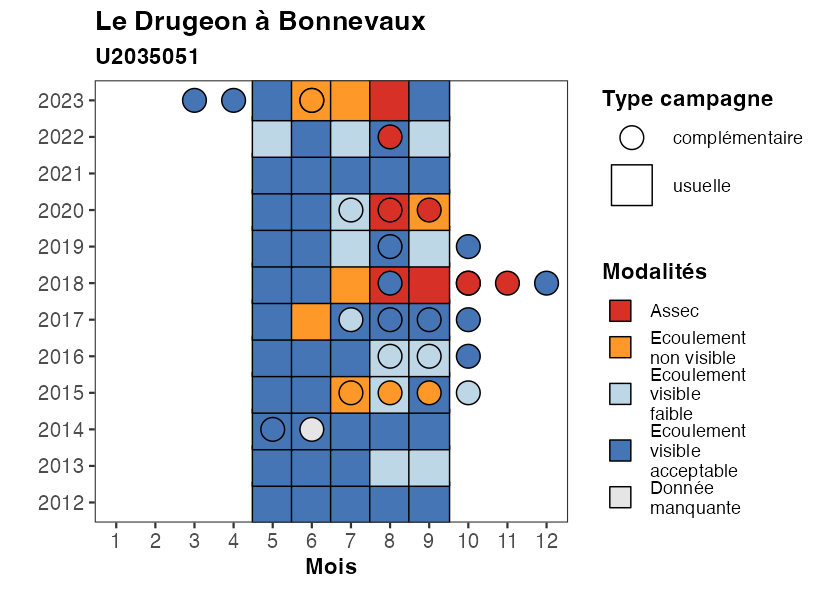 Le Drugeon à Bonnevaux
U2035051
2023
2022
2021
2020
2019
2018
2017
2016
2015
2014
2013
2012
1 2 3 4 5 6 7 8 9 10 11 12
Mois
Type campagne
complémentaire
usuelle
Modalités
Assec
Ecoulement
non visible
Ecoulement
visible
faible
Ecoulement
visible
acceptable
Donnée
manquante